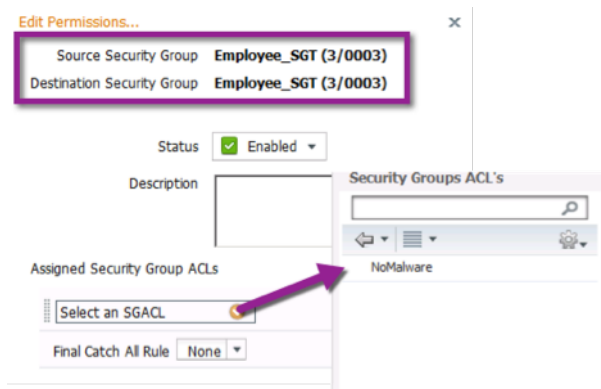 Edit Permissions...
Source Security Group Employee_SGT (3/0003)
Destination Security Group Employee_SGT (3/0003)
Status Enabled
Description
Security Groups ACL's
NoMalware
Assigned Security Group ACLs
Select an SGACL
Final Catch All Rule None